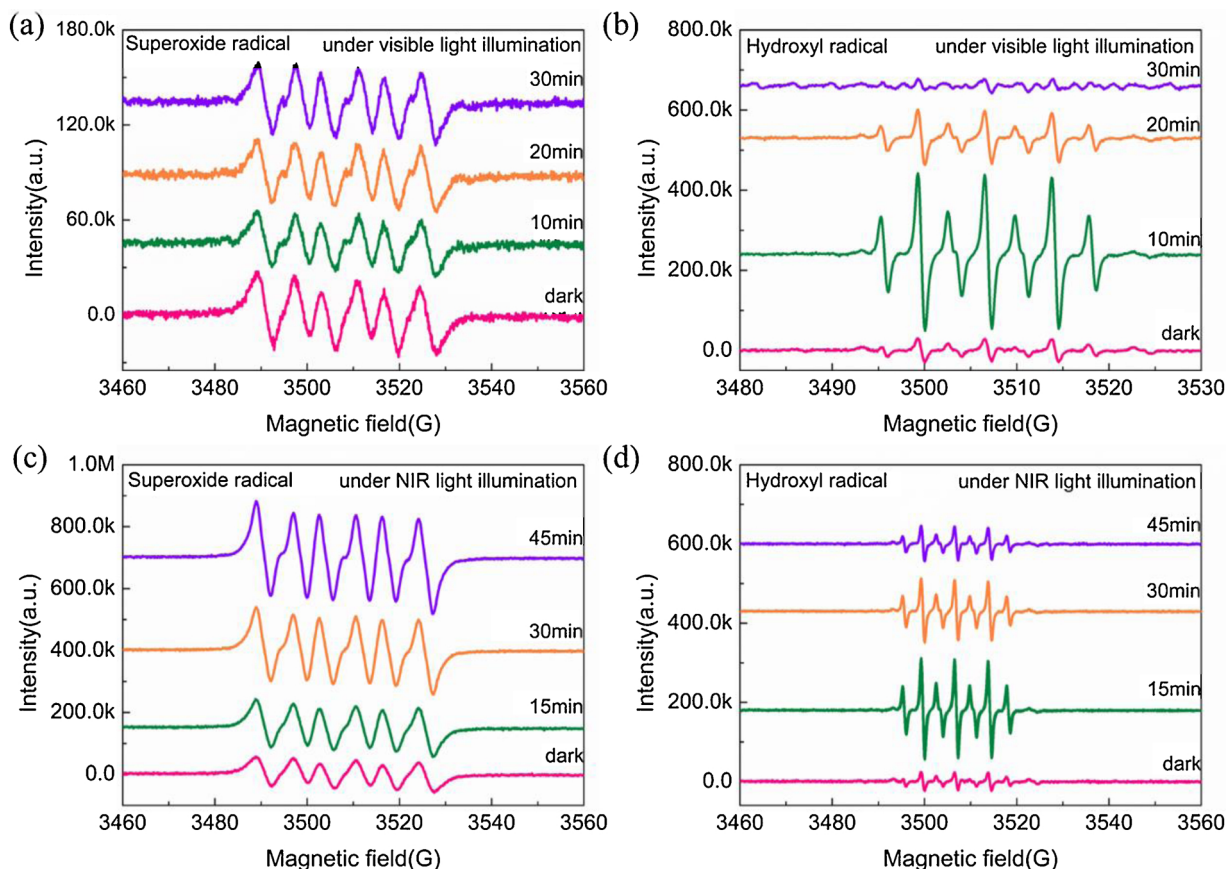 (a)
180.0k
120.0k
60.0k
0.0
Intensity(a.u.)
Superoxide radical under visible light illumination
30min
20min
10min
dark
3460 3480 3500 3520 3540 3560
Magnetic field(G)
(b)
800.0k
600.0k
400.0k
200.0k
0.0
Intensity(a.u.)
Hydroxyl radical under visible light illumination
30min
20min
10min
dark
3480 3490 3500 3510 3520 3530
Magnetic field(G)
(c)
1.0M
800.0k
600.0k
400.0k
200.0k
0.0
Intensity(a.u.)
Superoxide radical under NIR light illumination
45min
30min
15min
dark
3460 3480 3500 3520 3540 3560
Magnetic field(G)
(d)
800.0k
600.0k
400.0k
200.0k
0.0
Intensity(a.u.)
Hydroxyl radical under NIR light illumination
45min
30min
15min
dark
3460 3480 3500 3520 3540 3560
Magnetic field(G)